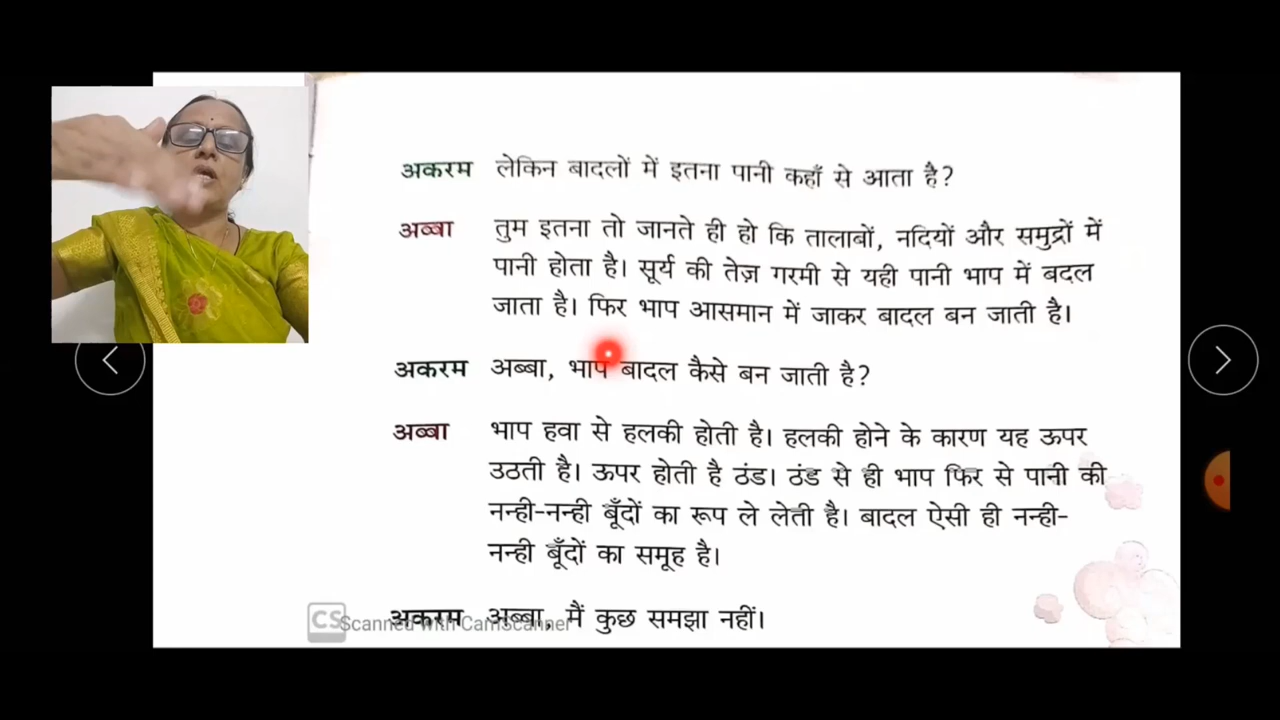 अकरम लेकिन बादलों में इतना पानी कहाँ से आता है?
अब्बा तुम इतना तो जानते ही हो कि तालाबों, नदियों और समुद्रों में
पानी होता है। सूर्य की तेज़ गरमी से यही पानी भाप में बदल
जाता है। फिर भाप आसमान में जाकर बादल बन जाती है।
अकरम अब्बा, भाप बादल कैसे बन जाती है?
अब्बा भाप हवा से हलकी होती है। हलकी होने के कारण यह ऊपर
उठती है। ऊपर होती है ठंड। ठंड से ही भाप फिर से पानी की
नन्ही-नन्ही बूँदों का रूप ले लेती है। बादल ऐसी ही नन्ही-
नन्ही बूँदों का समूह है।
अकरम अब्बा, मैं कुछ समझा नहीं।
CS Scanned with CamScanner